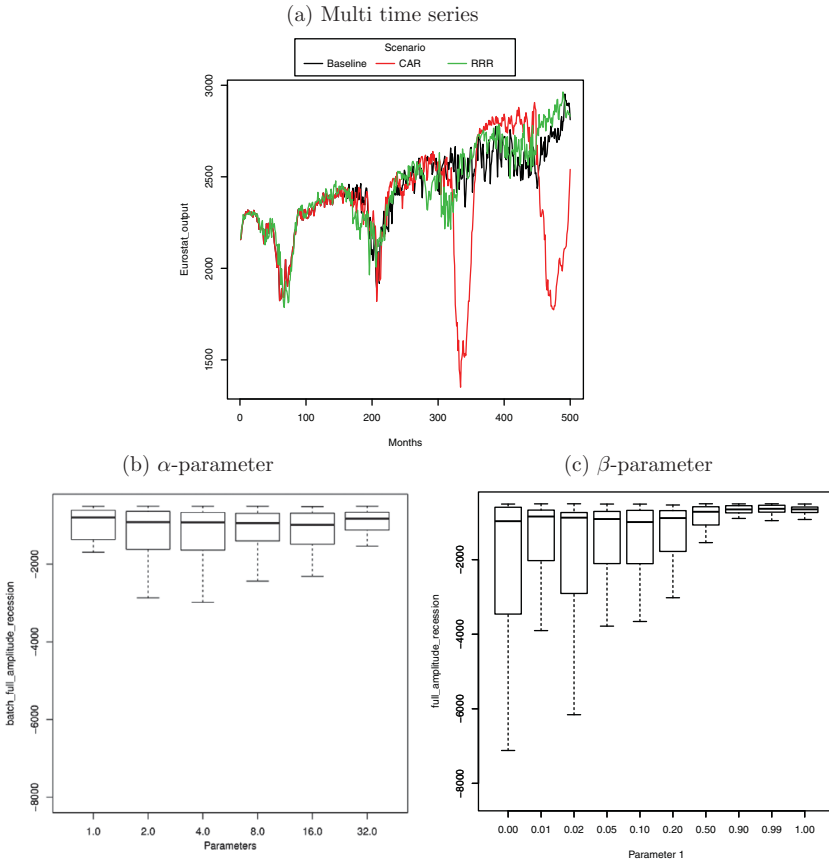 (a) Multi time series
Scenario
Baseline CAR RRR
3000
2500
2000
1500
Eurostat_output
0 100 200 300 400 500
Months
(b) α-parameter
-2000
-4000
-6000
-8000
batch_full_amplitude_recession
1.0 2.0 4.0 8.0 16.0 32.0
Parameters
(c) β-parameter
-2000
-4000
-6000
-8000
full_amplitude_recession
0.00 0.01 0.02 0.05 0.10 0.20 0.50 0.90 0.99 1.00
Parameter 1